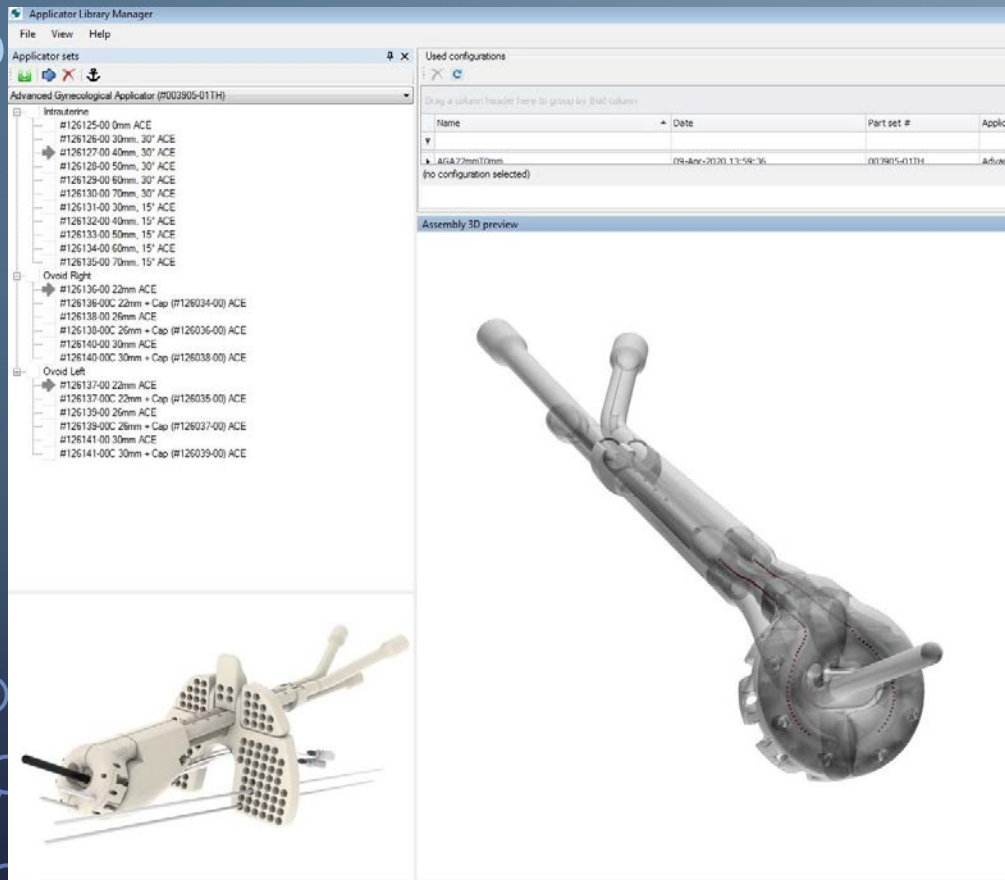 Applicator Library Manager
File View Help
Applicator sets
Advanced Gynecological Applicator (#003905-01TH)
Intrauterine
#126125-00 0mm ACE
#126126-00 30mm, 30° ACE
#126127-00 40mm, 30° ACE
#126128-00 50mm, 30° ACE
#126129-00 60mm, 30° ACE
#126130-00 70mm, 30° ACE
#126131-00 30mm, 15° ACE
#126132-00 40mm, 15° ACE
#126133-00 50mm, 15° ACE
#126134-00 60mm, 15° ACE
#126135-00 70mm, 15° ACE
Ovoid Right
#126136-00 22mm ACE
#126136-00C 22mm + Cap (#126034-00) ACE
#126138-00 26mm ACE
#126138-00C 26mm + Cap (#126036-00) ACE
#126140-00 30mm ACE
#126140-00C 30mm + Cap (#126038-00) ACE
Ovoid Left
#126137-00 22mm ACE
#126137-00C 22mm + Cap (#126035-00) ACE
#126139-00 26mm ACE
#126139-00C 26mm + Cap (#126037-00) ACE
#126141-00 30mm ACE
#126141-00C 30mm + Cap (#126039-00) ACE
Used configurations
Drag a column header here to group by that column
Name Date Part set # Applic
AGA22mmT0mm 09-Apr-2020 13:59:36 003905-01TH Advar
(no configuration selected)
Assembly 3D preview